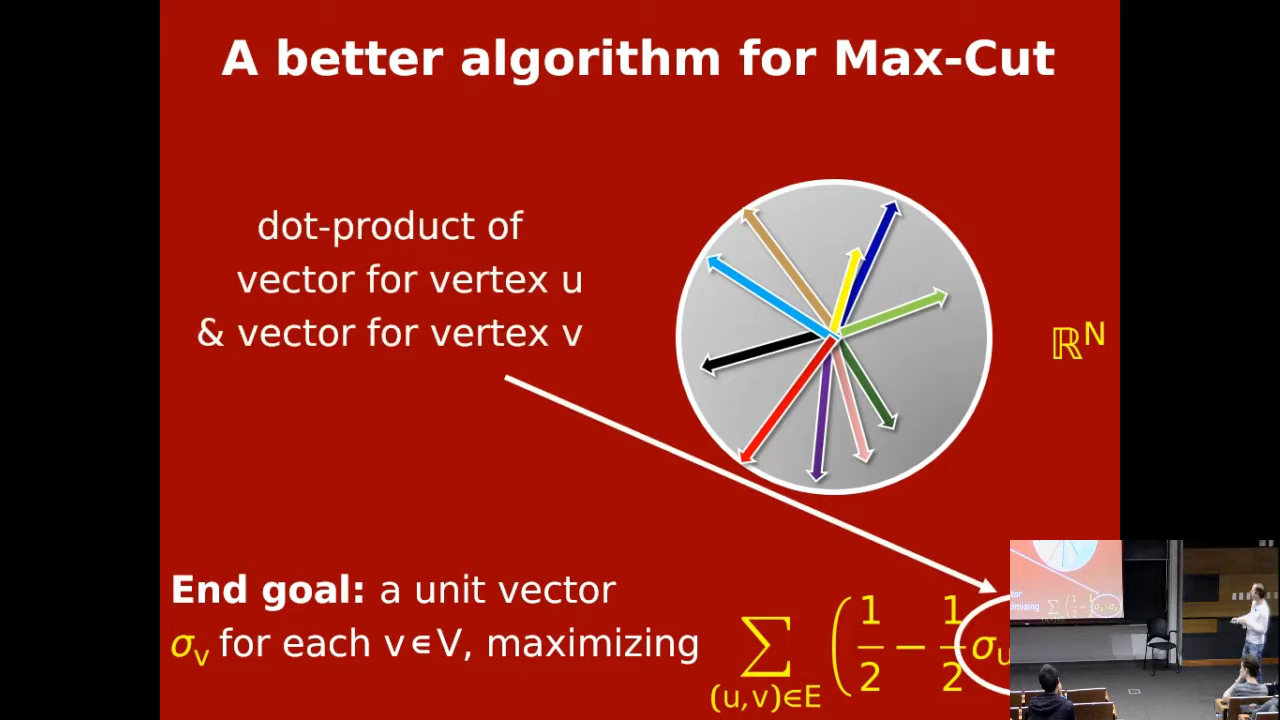 A better algorithm for Max-Cut
dot-product of
vector for vertex u
& vector for vertex v
ℝᴺ
End goal: a unit vector
σᵥ for each v∊V, maximizing
∑ (u,v)∈E ( 1/2 − 1/2 σᵤ